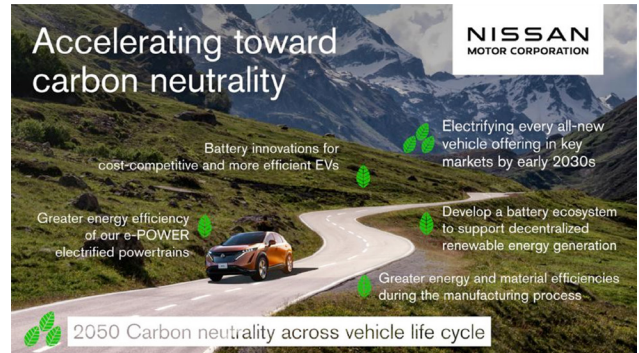 Accelerating toward
carbon neutrality
NISSAN
MOTOR CORPORATION
Electrifying every all-new
vehicle offering in key
markets by early 2030s
Battery innovations for
cost-competitive and more efficient EVs
Greater energy efficiency
of our e-POWER
electrified powertrains
Develop a battery ecosystem
to support decentralized
renewable energy generation
Greater energy and material efficiencies
during the manufacturing process
2050 Carbon neutrality across vehicle life cycle